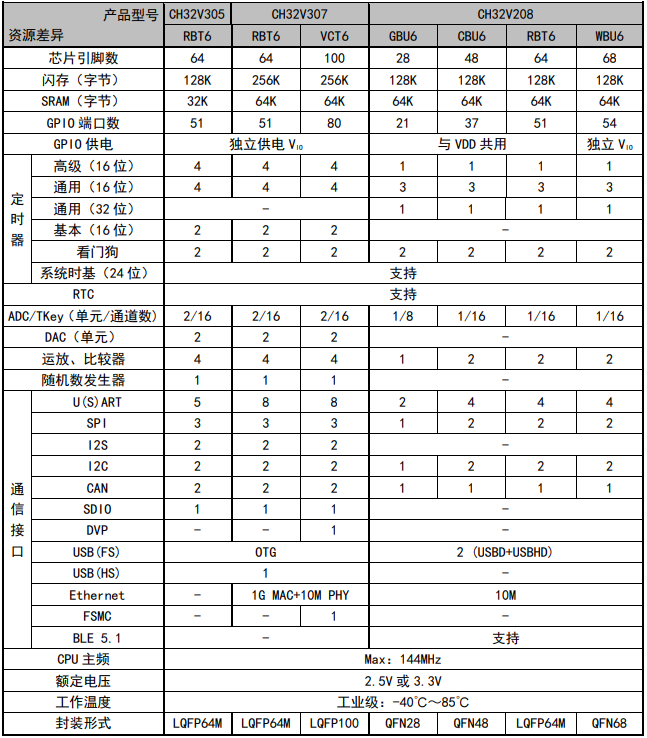 产品型号 CH32V305 CH32V307 CH32V208
资源差异 RBT6 RBT6 VCT6 GBU6 CBU6 RBT6 WBU6
芯片引脚数 64 64 100 28 48 64 68
闪存（字节） 128K 256K 256K 128K 128K 128K 128K
SRAM（字节） 32K 64K 64K 64K 64K 64K 64K
GPIO 端口数 51 51 80 21 37 51 54
GPIO 供电 独立供电 VIO 与 VDD 共用 独立 VIO
定时器
高级（16 位） 4 4 4 1 1 1 1
通用（16 位） 4 4 4 3 3 3 3
通用（32 位） - 1 1 1 1
基本（16 位） 2 2 2 -
看门狗 2 2 2 2 2 2 2
系统时基（24 位） 支持
RTC 支持
ADC/TKey（单元/通道数） 2/16 2/16 2/16 1/8 1/16 1/16 1/16
DAC（单元） 2 2 2 -
运放、比较器 4 4 4 1 2 2 2
随机数发生器 1 1 1 -
通信接口
U(S)ART 5 8 8 2 4 4 4
SPI 3 3 3 1 2 2 2
I2S 2 2 2 -
I2C 2 2 2 1 2 2 2
CAN 2 2 2 1 1 1 1
SDIO 1 1 1 -
DVP - - 1 -
USB(FS) OTG 2 (USBD+USBHD)
USB(HS) 1 -
Ethernet - 1G MAC+10M PHY 10M
FSMC - - 1 -
BLE 5.1 - 支持
CPU 主频 Max：144MHz
额定电压 2.5V 或 3.3V
工作温度 工业级：-40℃～85℃
封装形式 LQFP64M LQFP64M LQFP100 QFN28 QFN48 LQFP64M QFN68